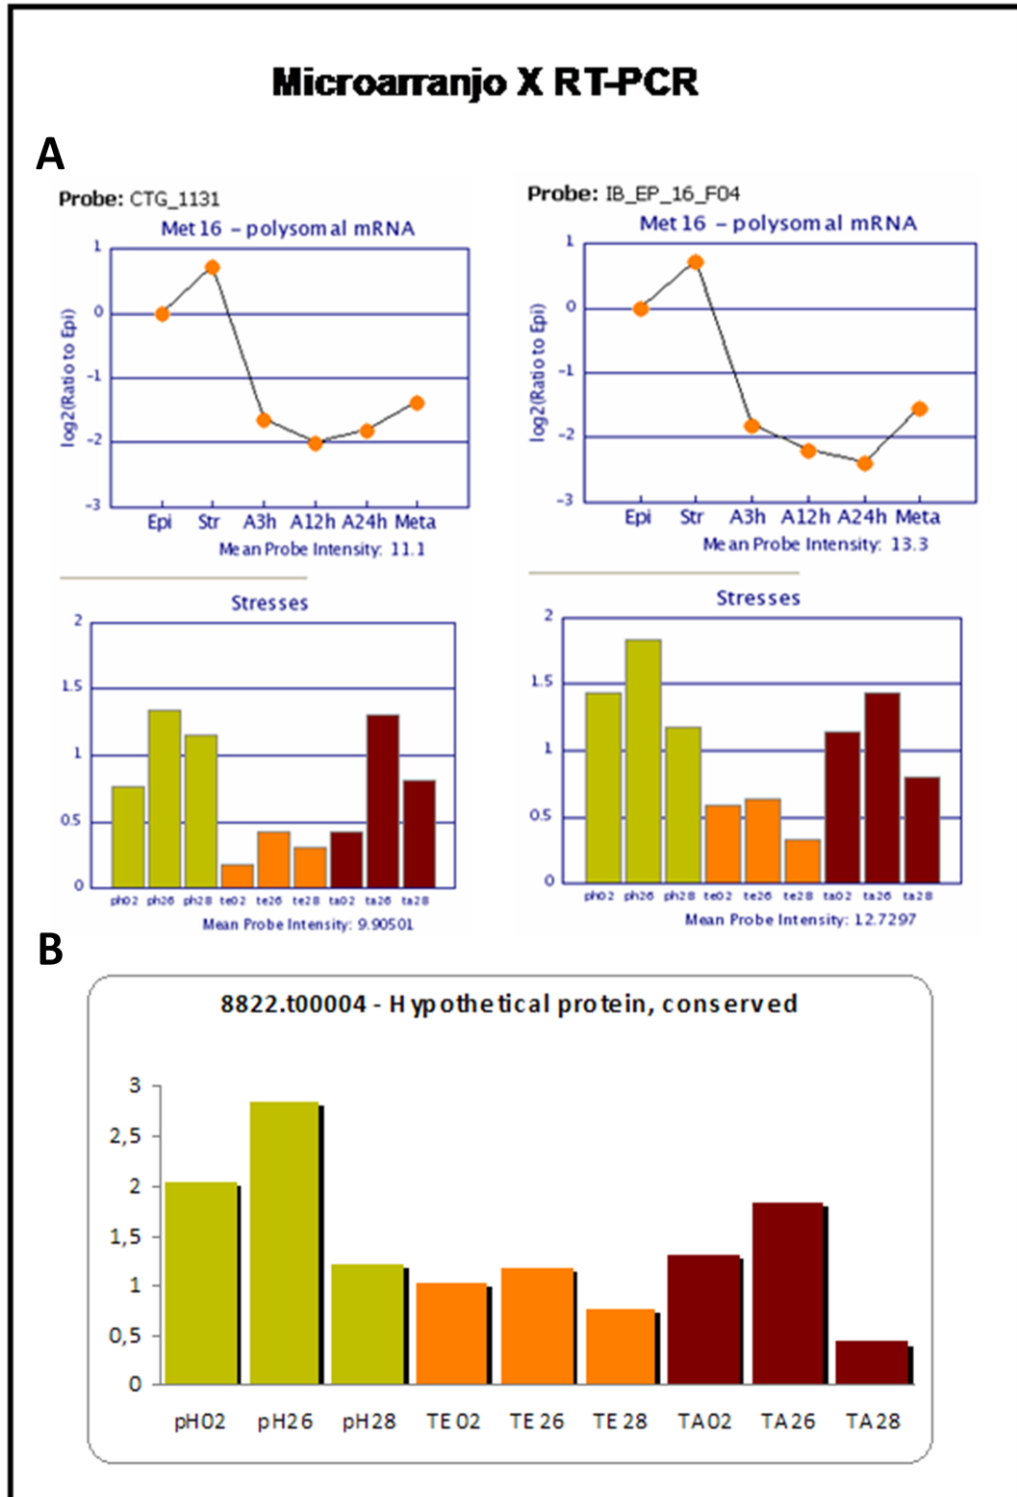 Microarranjo X RT-PCR
A
Probe: CTG_1131
Met 16 – polysomal mRNA
log2(Ratio to Epi)
1
0
-1
-2
-3
Epi Str A3h A12h A24h Meta
Mean Probe Intensity: 11.1
Stresses
2
1.5
1
0.5
0
ph02 ph26 ph28 te02 te26 te28 ta02 ta26 ta28
Mean Probe Intensity: 9.90501
Probe: IB_EP_16_F04
Met 16 – polysomal mRNA
log2(Ratio to Epi)
1
0
-1
-2
-3
Epi Str A3h A12h A24h Meta
Mean Probe Intensity: 13.3
Stresses
2
1.5
1
0.5
0
ph02 ph26 ph28 te02 te26 te28 ta02 ta26 ta28
Mean Probe Intensity: 12.7297
B
8822.t00004 - Hypothetical protein, conserved
3
2,5
2
1,5
1
0,5
0
pH02 pH26 pH28 TE02 TE26 TE28 TA02 TA26 TA28